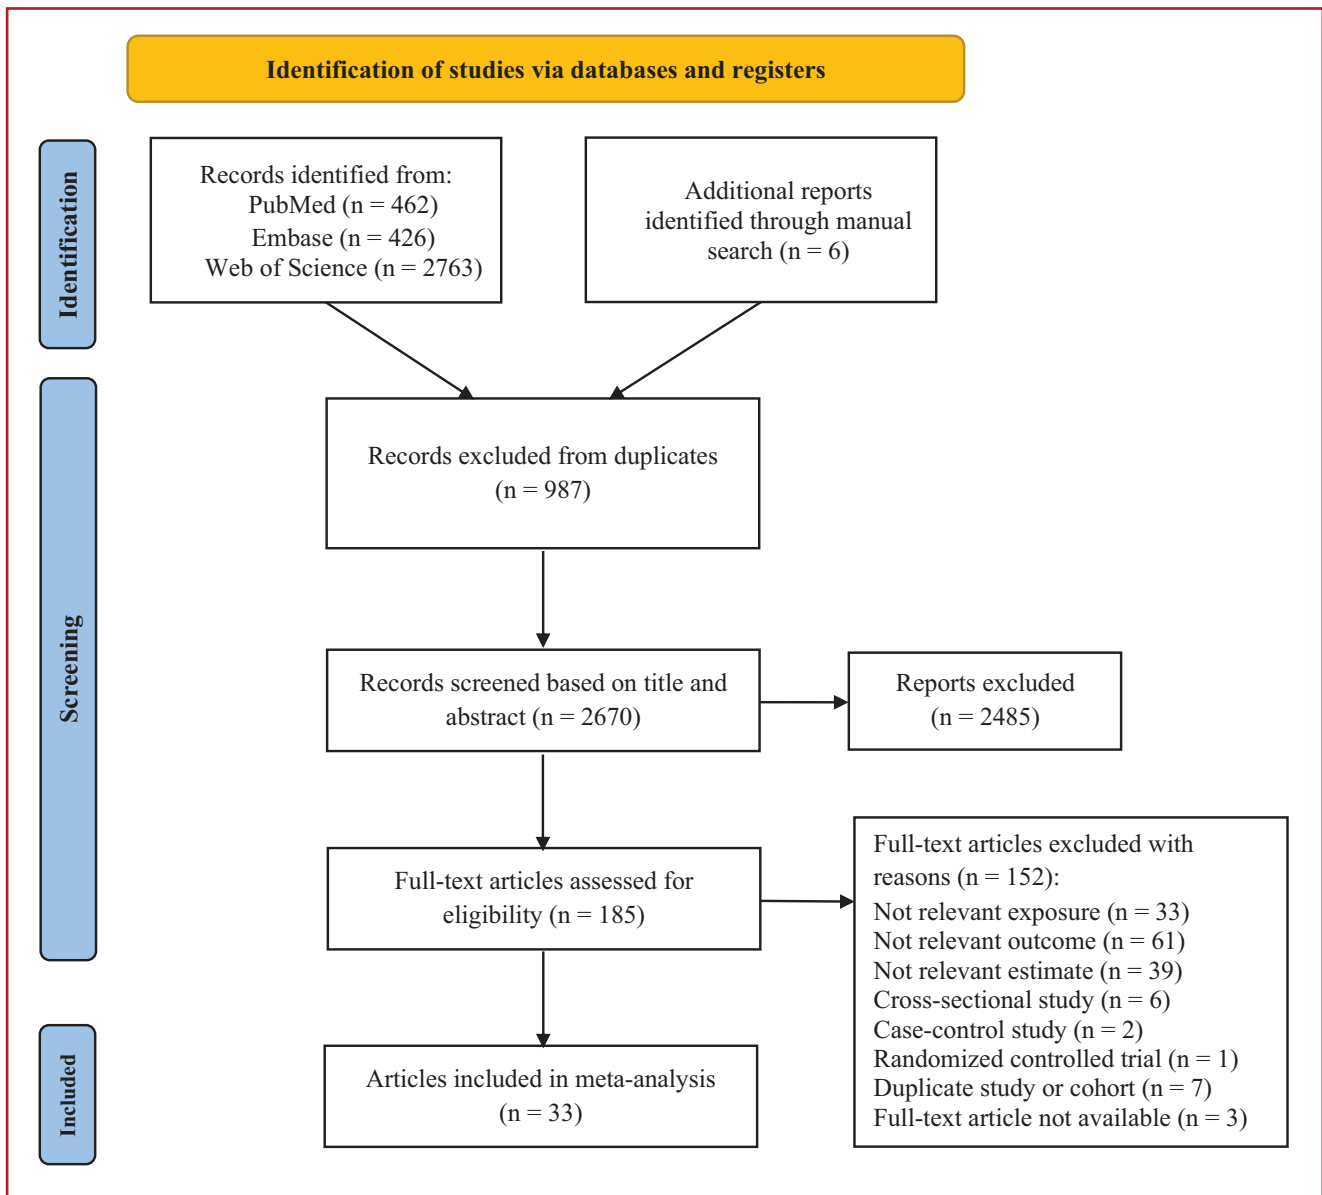 Identification of studies via databases and registers
Identification
Records identified from:
PubMed (n = 462)
Embase (n = 426)
Web of Science (n = 2763)
Additional reports
identified through manual
search (n = 6)
Screening
Records excluded from duplicates
(n = 987)
Records screened based on title and
abstract (n = 2670)
Reports excluded
(n = 2485)
Full-text articles assessed for
eligibility (n = 185)
Full-text articles excluded with
reasons (n = 152):
Not relevant exposure (n = 33)
Not relevant outcome (n = 61)
Not relevant estimate (n = 39)
Cross-sectional study (n = 6)
Case-control study (n = 2)
Randomized controlled trial (n = 1)
Duplicate study or cohort (n = 7)
Full-text article not available (n = 3)
Included
Articles included in meta-analysis
(n = 33)